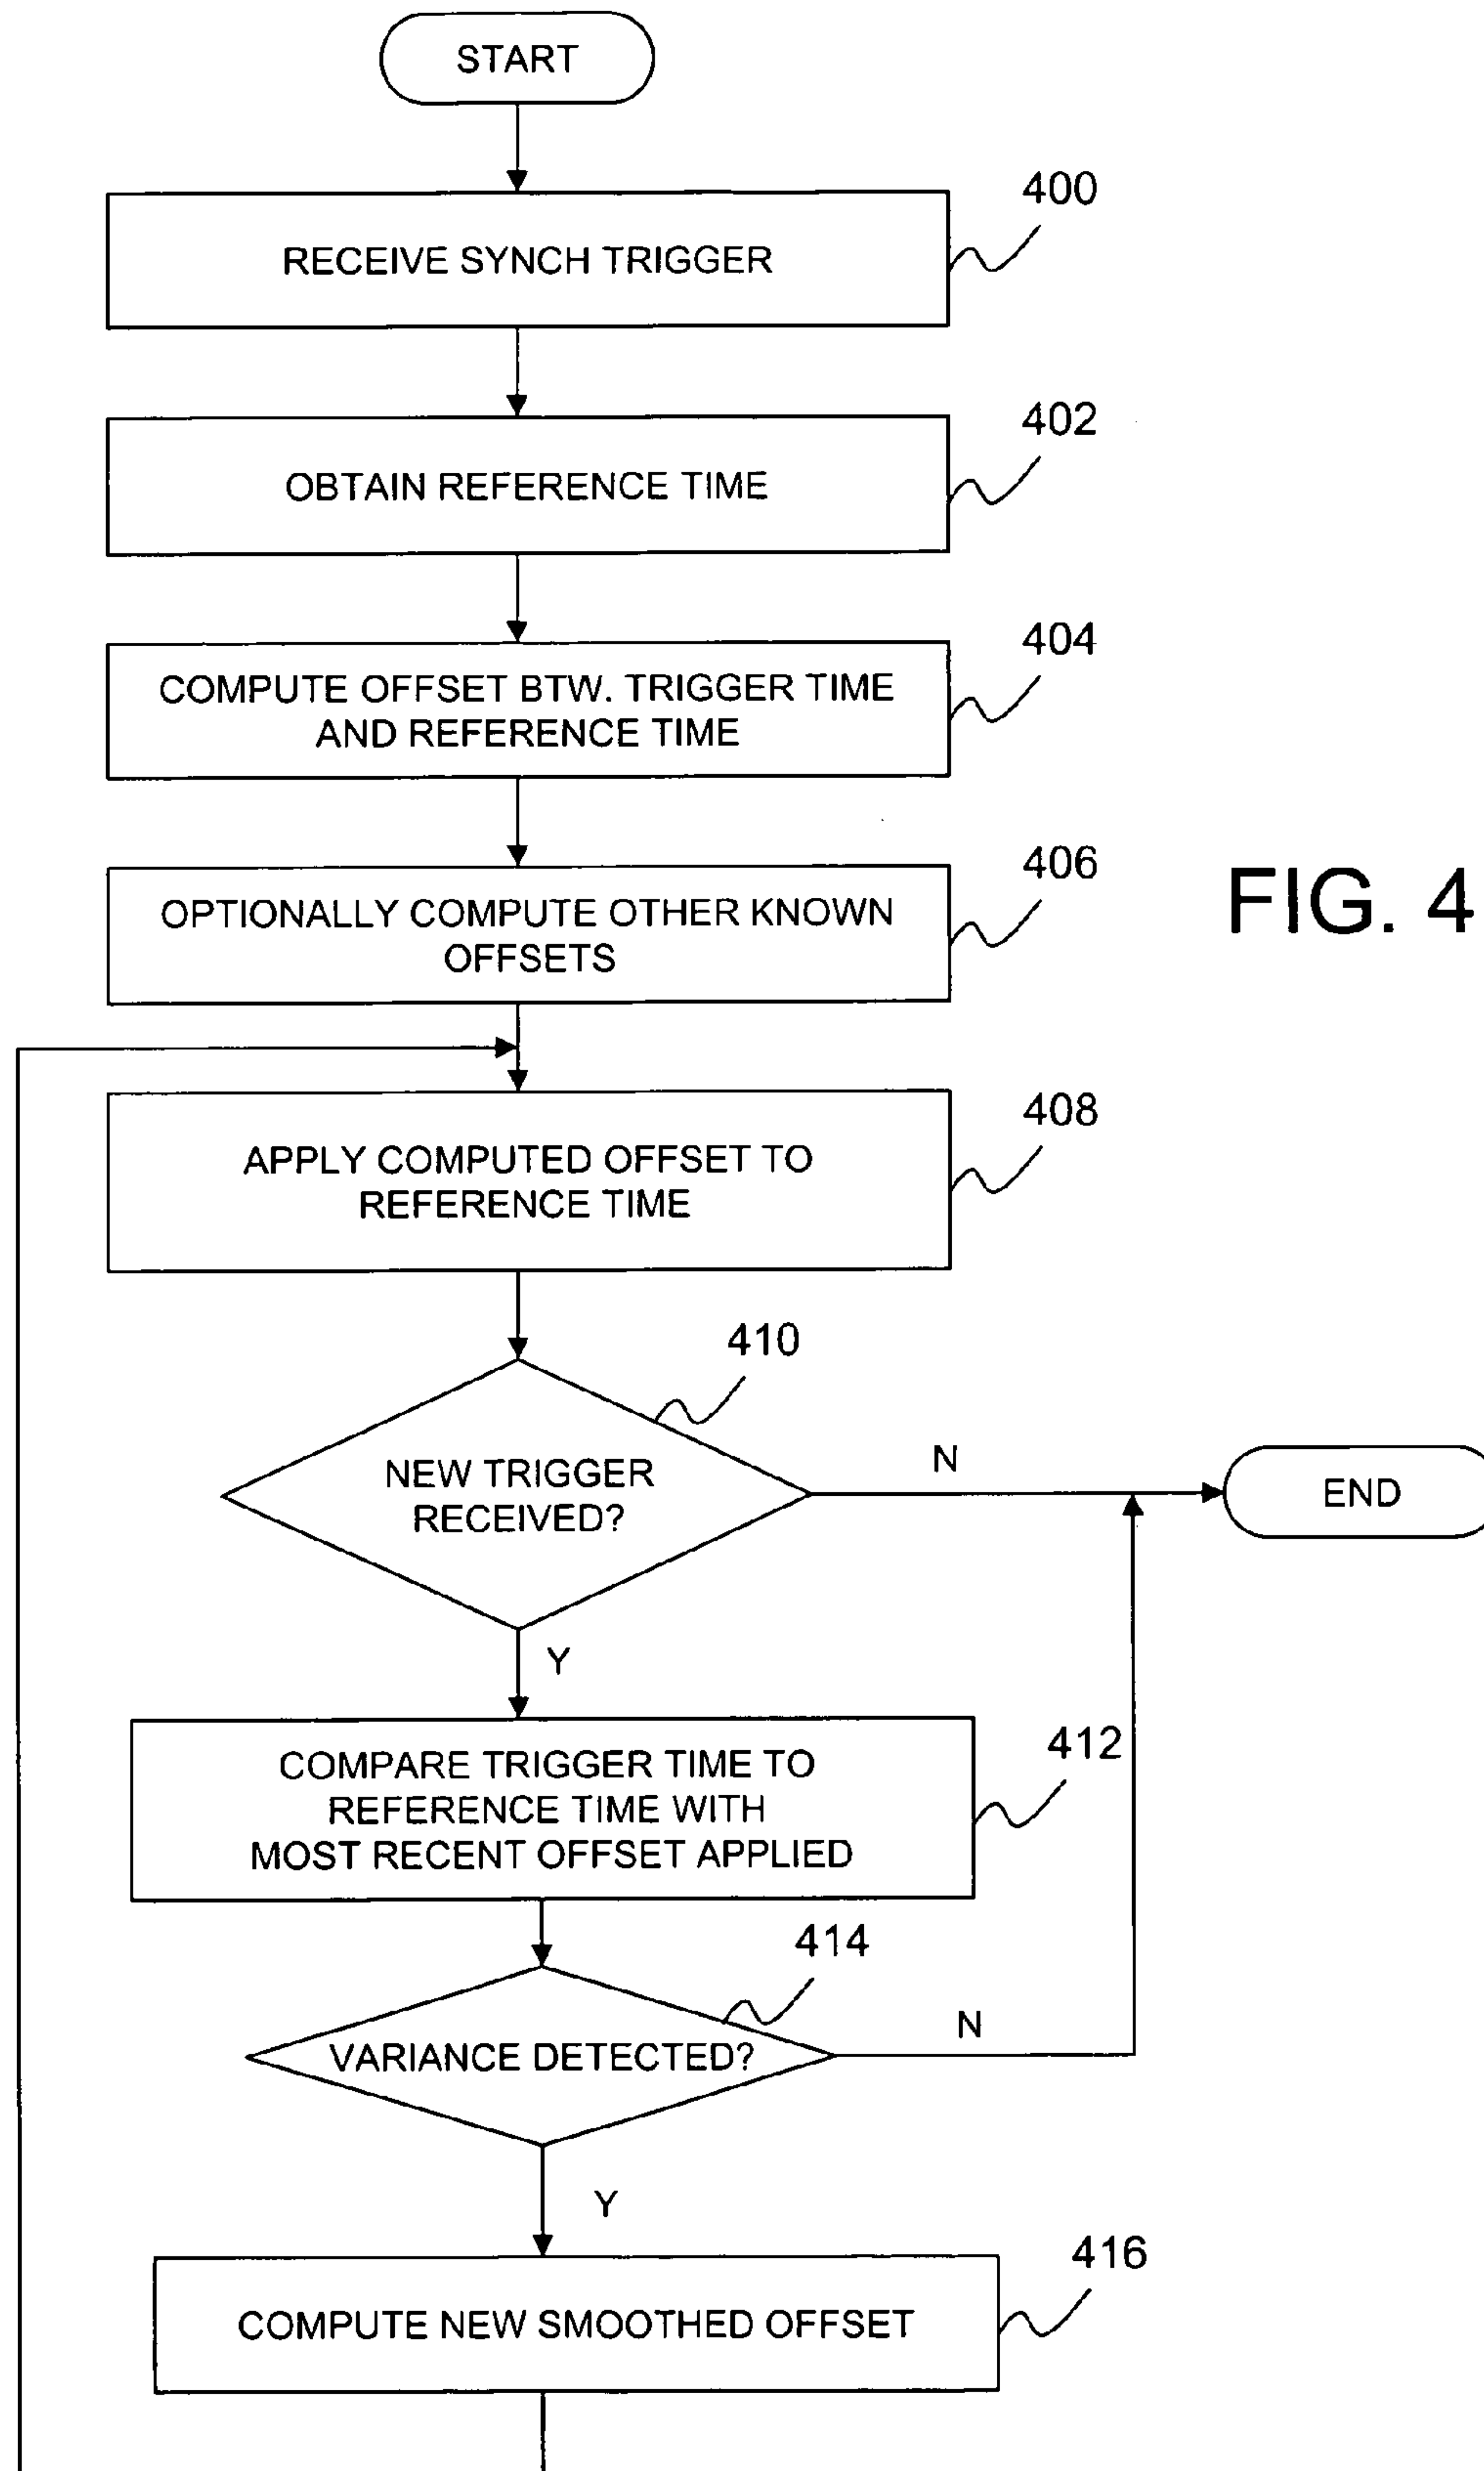 START
400
RECEIVE SYNCH TRIGGER
402
OBTAIN REFERENCE TIME
404
COMPUTE OFFSET BTW. TRIGGER TIME
AND REFERENCE TIME
406
OPTIONALLY COMPUTE OTHER KNOWN
OFFSETS
FIG. 4
408
APPLY COMPUTED OFFSET TO
REFERENCE TIME
410
NEW TRIGGER
RECEIVED?
N
END
Y
412
COMPARE TRIGGER TIME TO
REFERENCE TIME WITH
MOST RECENT OFFSET APPLIED
414
VARIANCE DETECTED?
N
Y
416
COMPUTE NEW SMOOTHED OFFSET